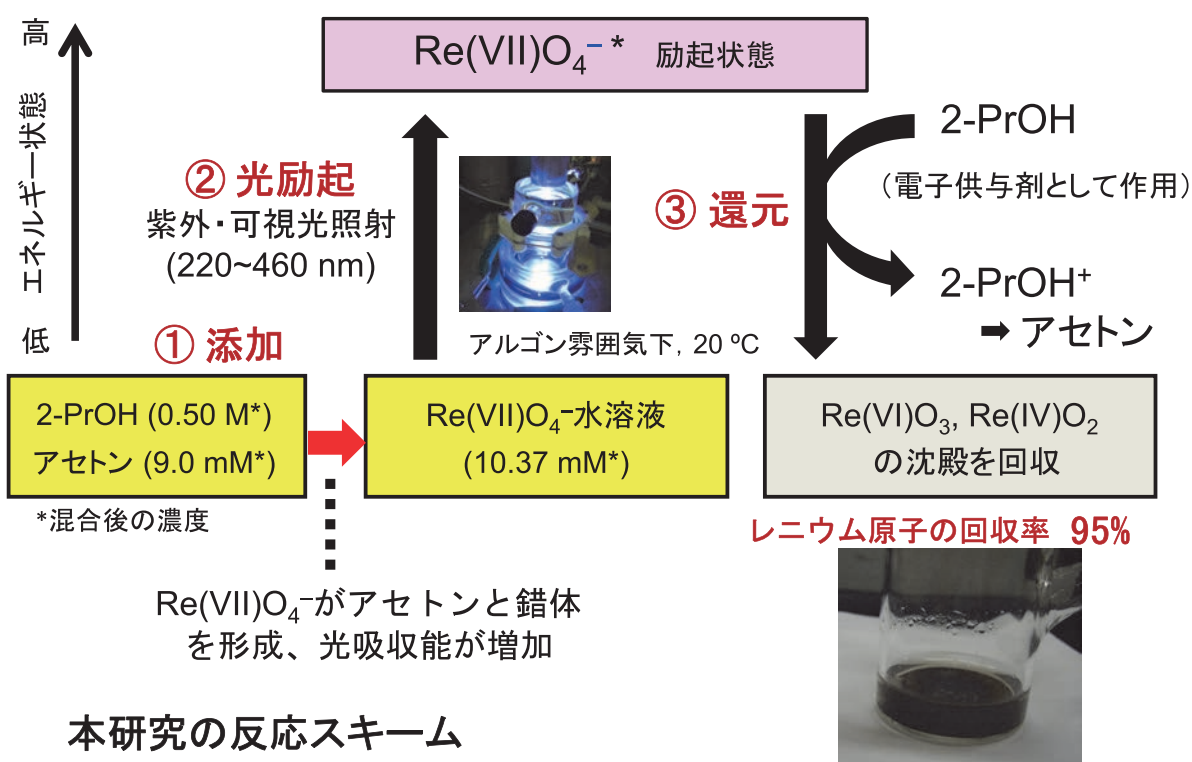 高
エネルギー状態
低
Re(VII)O₄⁻* 励起状態
② 光励起
紫外・可視光照射
(220~460 nm)
アルゴン雰囲気下, 20 ºC
③ 還元
2-PrOH
（電子供与剤として作用）
2-PrOH⁺
➡ アセトン
① 添加
2-PrOH (0.50 M*)
アセトン (9.0 mM*)
*混合後の濃度
Re(VII)O₄⁻水溶液
(10.37 mM*)
Re(VI)O₃, Re(IV)O₂
の沈殿を回収
レニウム原子の回収率 95%
Re(VII)O₄⁻がアセトンと錯体
を形成、光吸収能が増加
本研究の反応スキーム